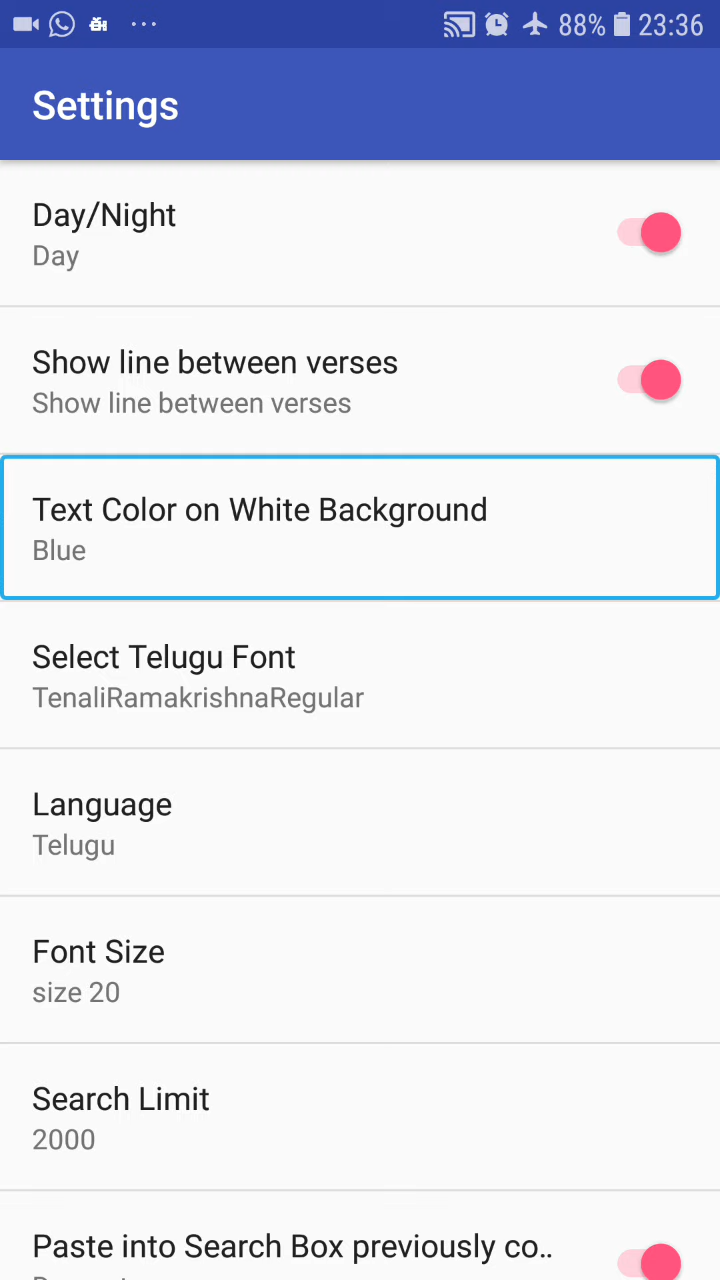 88% 23:36
Settings
Day/Night
Day
Show line between verses
Show line between verses
Text Color on White Background
Blue
Select Telugu Font
TenaliRamakrishnaRegular
Language
Telugu
Font Size
size 20
Search Limit
2000
Paste into Search Box previously co..